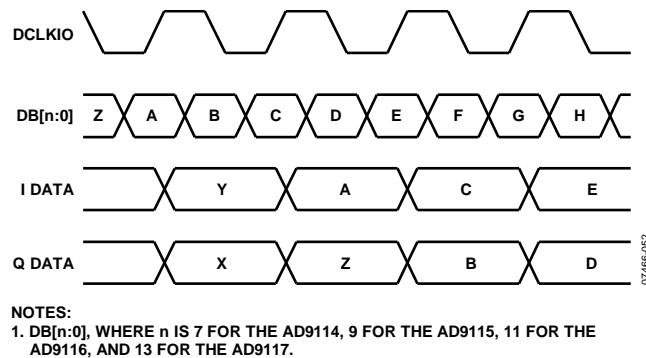 DCLKIO
DB[n:0] Z A B C D E F G H
I DATA Y A C E
Q DATA X Z B D
07466-052
NOTES:
1. DB[n:0], WHERE n IS 7 FOR THE AD9114, 9 FOR THE AD9115, 11 FOR THE
AD9116, AND 13 FOR THE AD9117.